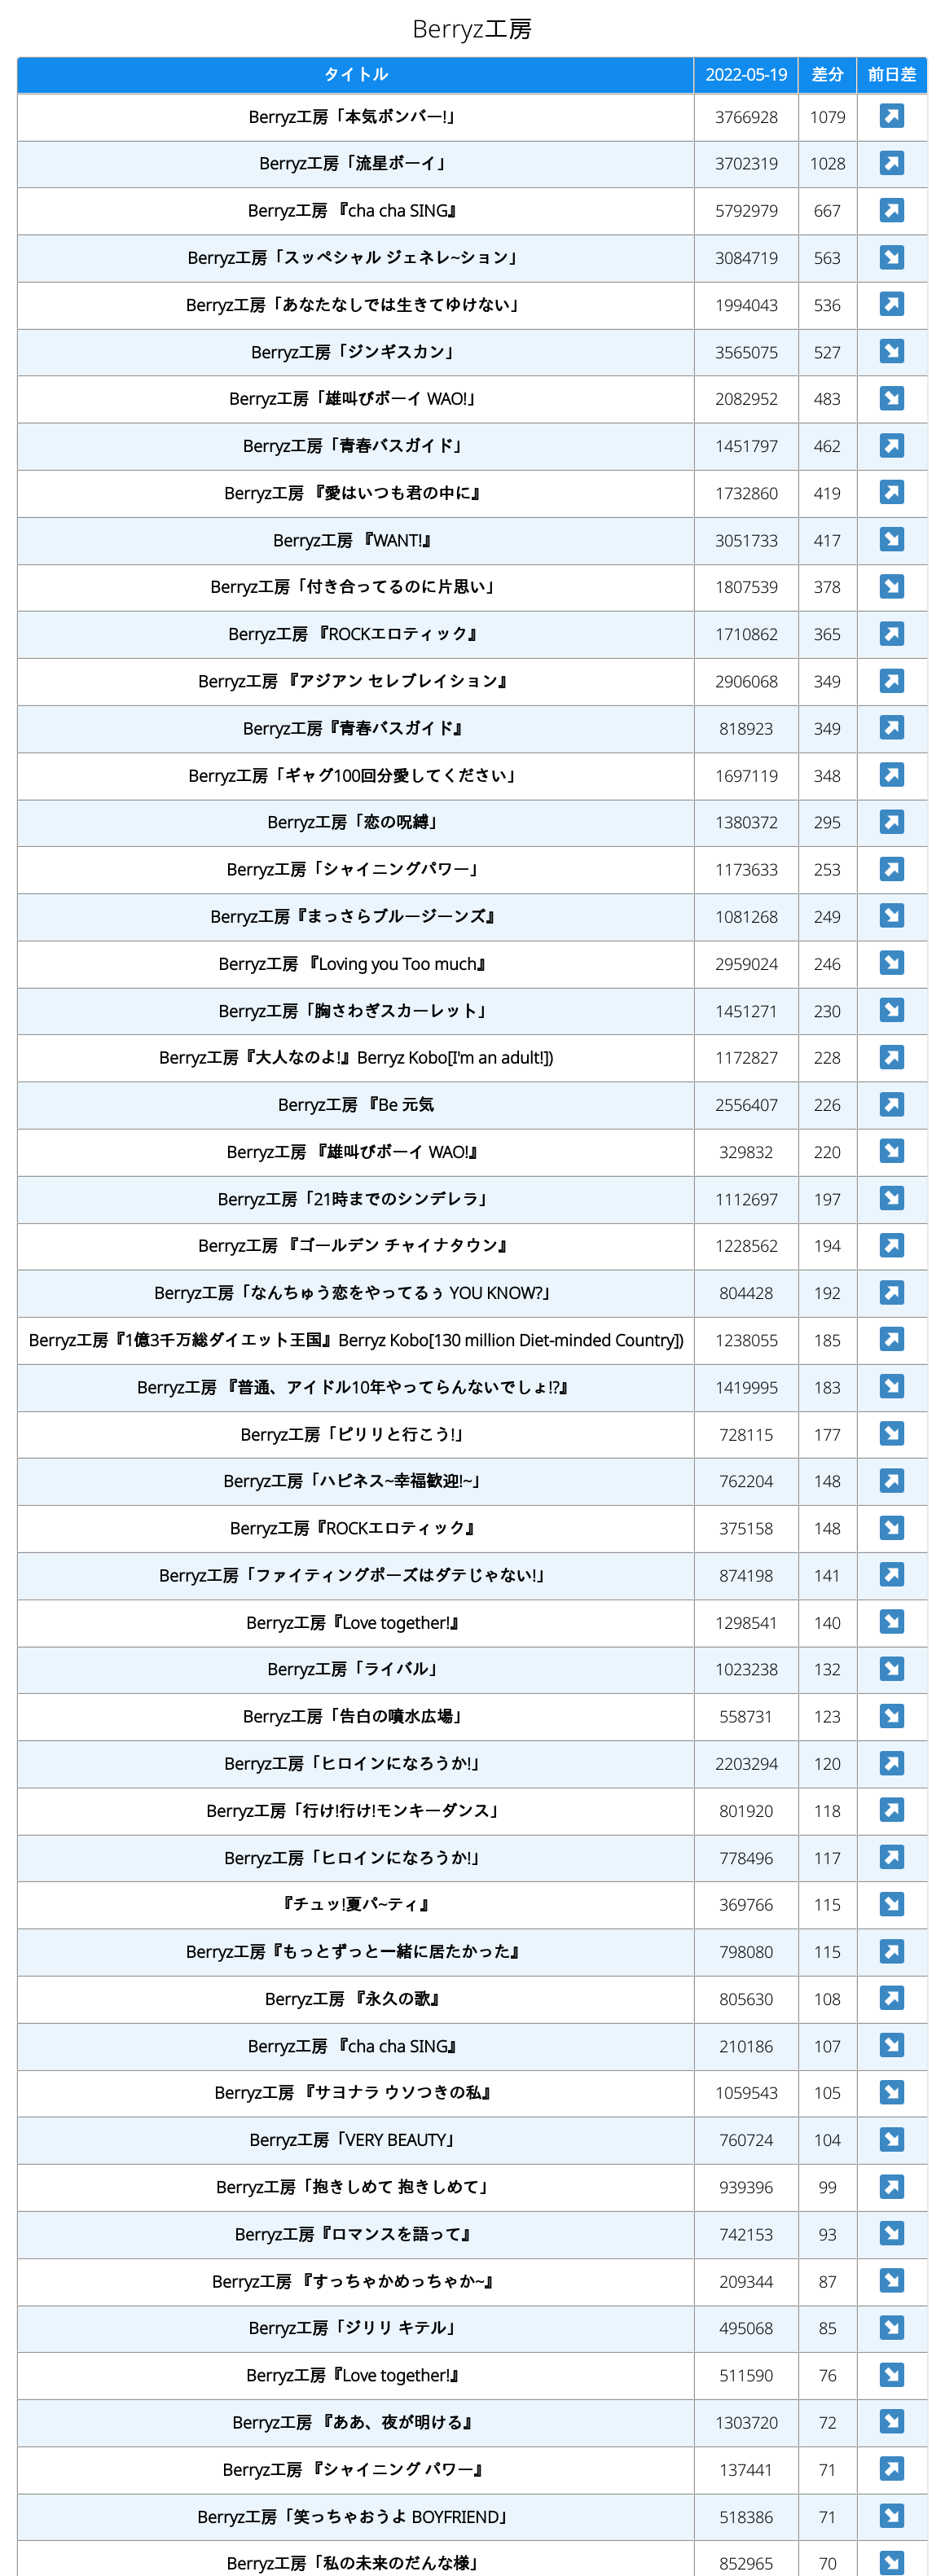 Berryz工房
タイトル 2022-05-19 差分 前日差
Berryz工房「本気ボンバー!」 3766928 1079 ↗
Berryz工房「流星ボーイ」 3702319 1028 ↗
Berryz工房 『cha cha SING』 5792979 667 ↗
Berryz工房「スッペシャル ジェネレ~ション」 3084719 563 ↘
Berryz工房「あなたなしでは生きてゆけない」 1994043 536 ↗
Berryz工房「ジンギスカン」 3565075 527 ↘
Berryz工房「雄叫びボーイ WAO!」 2082952 483 ↘
Berryz工房「青春バスガイド」 1451797 462 ↗
Berryz工房 『愛はいつも君の中に』 1732860 419 ↗
Berryz工房 『WANT!』 3051733 417 ↘
Berryz工房「付き合ってるのに片思い」 1807539 378 ↘
Berryz工房 『ROCKエロティック』 1710862 365 ↗
Berryz工房 『アジアン セレブレイション』 2906068 349 ↗
Berryz工房『青春バスガイド』 818923 349 ↗
Berryz工房「ギャグ100回分愛してください」 1697119 348 ↗
Berryz工房「恋の呪縛」 1380372 295 ↗
Berryz工房「シャイニングパワー」 1173633 253 ↗
Berryz工房『まっさらブルージーンズ』 1081268 249 ↘
Berryz工房 『Loving you Too much』 2959024 246 ↘
Berryz工房「胸さわぎスカーレット」 1451271 230 ↘
Berryz工房『大人なのよ!』Berryz Kobo[I'm an adult!]) 1172827 228 ↗
Berryz工房 『Be 元気 2556407 226 ↗
Berryz工房 『雄叫びボーイ WAO!』 329832 220 ↘
Berryz工房「21時までのシンデレラ」 1112697 197 ↘
Berryz工房 『ゴールデン チャイナタウン』 1228562 194 ↗
Berryz工房「なんちゅう恋をやってるぅ YOU KNOW?」 804428 192 ↗
Berryz工房『1億3千万総ダイエット王国』Berryz Kobo[130 million Diet-minded Country]) 1238055 185 ↗
Berryz工房 『普通、アイドル10年やってらんないでしょ!?』 1419995 183 ↘
Berryz工房「ピリリと行こう!」 728115 177 ↘
Berryz工房「ハピネス~幸福歓迎!~」 762204 148 ↗
Berryz工房『ROCKエロティック』 375158 148 ↘
Berryz工房「ファイティングポーズはダテじゃない!」 874198 141 ↗
Berryz工房『Love together!』 1298541 140 ↘
Berryz工房「ライバル」 1023238 132 ↘
Berryz工房「告白の噴水広場」 558731 123 ↘
Berryz工房「ヒロインになろうか!」 2203294 120 ↗
Berryz工房「行け!行け!モンキーダンス」 801920 118 ↗
Berryz工房「ヒロインになろうか!」 778496 117 ↗
『チュッ!夏パ~ティ』 369766 115 ↘
Berryz工房『もっとずっと一緒に居たかった』 798080 115 ↗
Berryz工房 『永久の歌』 805630 108 ↗
Berryz工房 『cha cha SING』 210186 107 ↘
Berryz工房 『サヨナラ ウソつきの私』 1059543 105 ↘
Berryz工房「VERY BEAUTY」 760724 104 ↘
Berryz工房「抱きしめて 抱きしめて」 939396 99 ↗
Berryz工房『ロマンスを語って』 742153 93 ↘
Berryz工房 『すっちゃかめっちゃか~』 209344 87 ↘
Berryz工房「ジリリ キテル」 495068 85 ↘
Berryz工房『Love together!』 511590 76 ↘
Berryz工房 『ああ、夜が明ける』 1303720 72 ↘
Berryz工房 『シャイニング パワー』 137441 71 ↗
Berryz工房「笑っちゃおうよ BOYFRIEND」 518386 71 ↘
Berryz工房「私の未来のだんな様」 852965 70 ↘